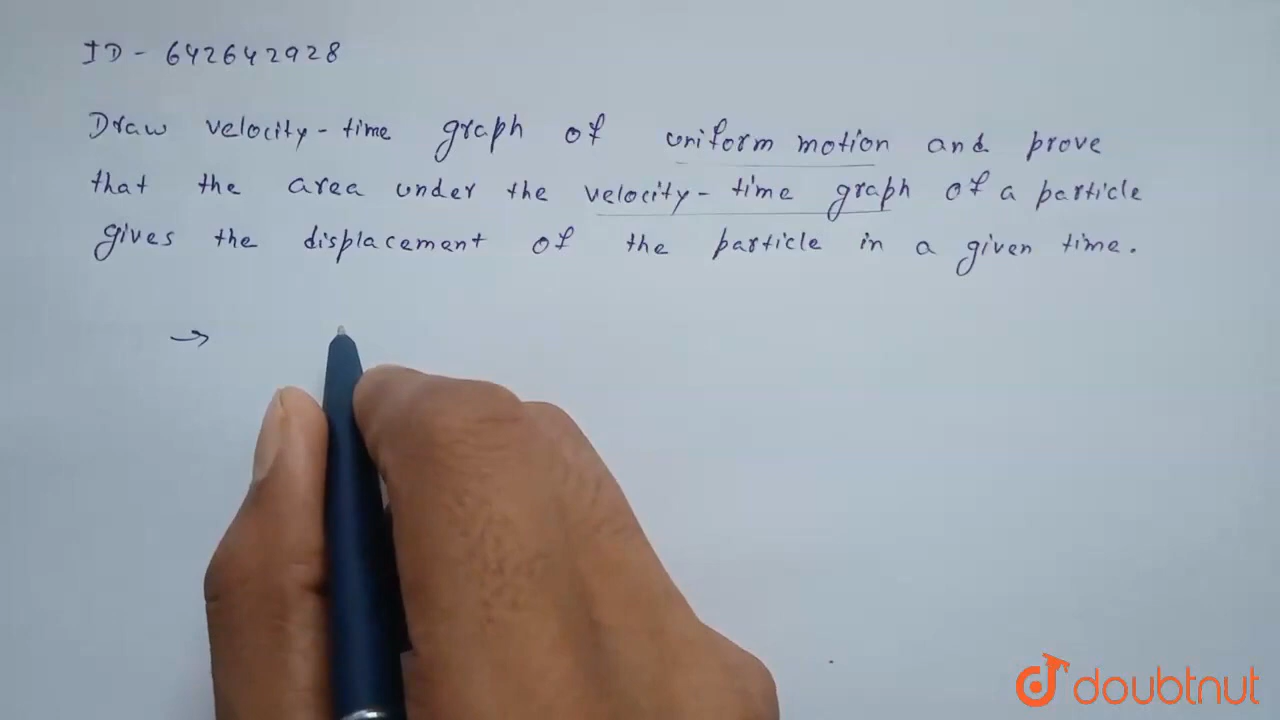 ID - 642642928
Draw velocity-time graph of uniform motion and prove
that the area under the velocity-time graph of a particle
gives the displacement of the particle in a given time.
doubtnut